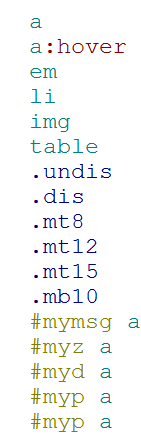 a
a:hover
em
li
img
table
.undis
.dis
.mt8
.mt12
.mt15
.mb10
#mymsg a
#myz a
#myd a
#myp a
#myp a